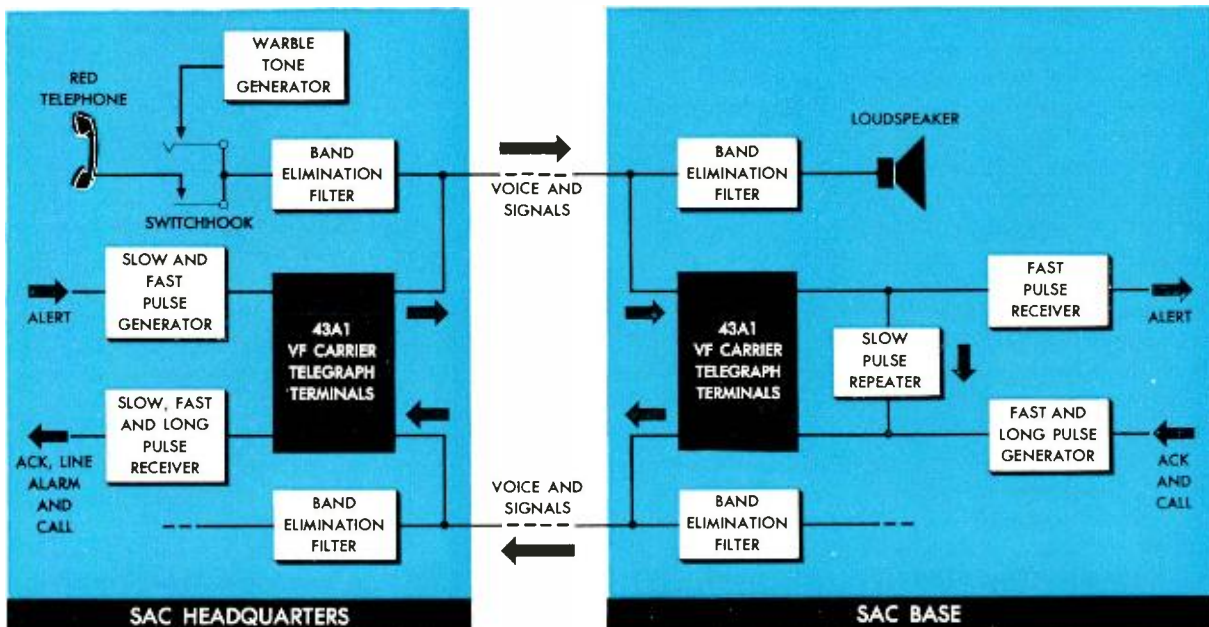 WARBLE
TONE
GENERATOR
RED
TELEPHONE
SWITCHHOOK
BAND
ELIMINATION
FILTER
VOICE AND
SIGNALS
BAND
ELIMINATION
FILTER
LOUDSPEAKER
ALERT
SLOW AND
FAST
PULSE
GENERATOR
43A1
VF CARRIER
TELEGRAPH
TERMINALS
43A1
VF CARRIER
TELEGRAPH
TERMINALS
FAST
PULSE
RECEIVER
ALERT
SLOW
PULSE
REPEATER
ACK, LINE
ALARM
AND
CALL
SLOW, FAST
AND LONG
PULSE
RECEIVER
FAST AND
LONG PULSE
GENERATOR
ACK
AND
CALL
BAND
ELIMINATION
FILTER
VOICE AND
SIGNALS
BAND
ELIMINATION
FILTER
SAC HEADQUARTERS
SAC BASE